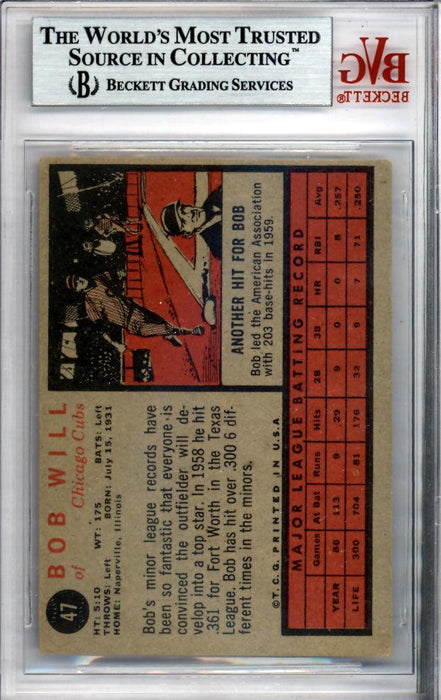 THE WORLD'S MOST TRUSTED
SOURCE IN COLLECTING™
B BECKETT GRADING SERVICES
BVG
BECKETT®
47
BOB WILL
of Chicago Cubs
HT: 5:10 WT: 175 BATS: Left
THROWS: Left BORN: July 15, 1931
HOME: Naperville, Illinois
Bob's minor league records have
been so fantastic that everyone is
convinced the outfielder will de-
velop into a top star. In 1958 he hit
.361 for Fort Worth in the Texas
League. Bob has hit over .300 6 dif-
ferent times in the minors.
ANOTHER HIT FOR BOB
Bob led the American Association
with 203 base-hits in 1959.
©T.C.G. PRINTED IN U.S.A
MAJOR LEAGUE BATTING RECORD
Games At Bat Runs Hits 2B 3B HR RBI Avg
YEAR 86 113 9 29 9 0 0 8 .257
LIFE 300 704 81 176 32 9 7 71 .250